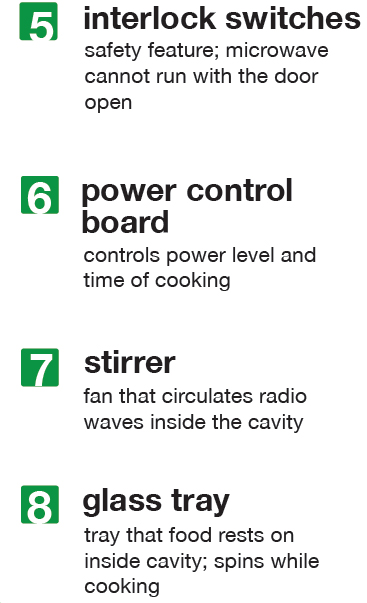 5 interlock switches
safety feature; microwave
cannot run with the door
open
6 power control
board
controls power level and
time of cooking
7 stirrer
fan that circulates radio
waves inside the cavity
8 glass tray
tray that food rests on
inside cavity; spins while
cooking